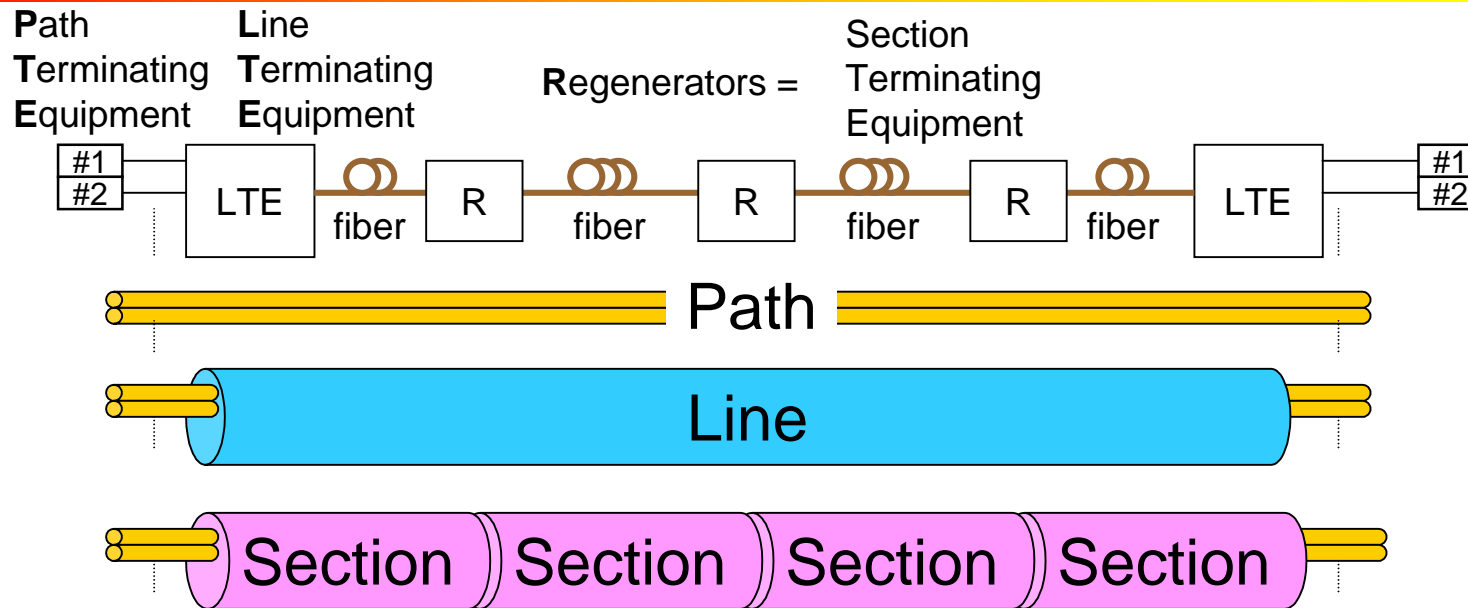 Path
Terminating
Equipment
Line
Terminating
Equipment
Regenerators =
Section
Terminating
Equipment
#1
#2
LTE
fiber
R
fiber
R
fiber
R
fiber
LTE
#1
#2
Path
Line
Section Section Section Section